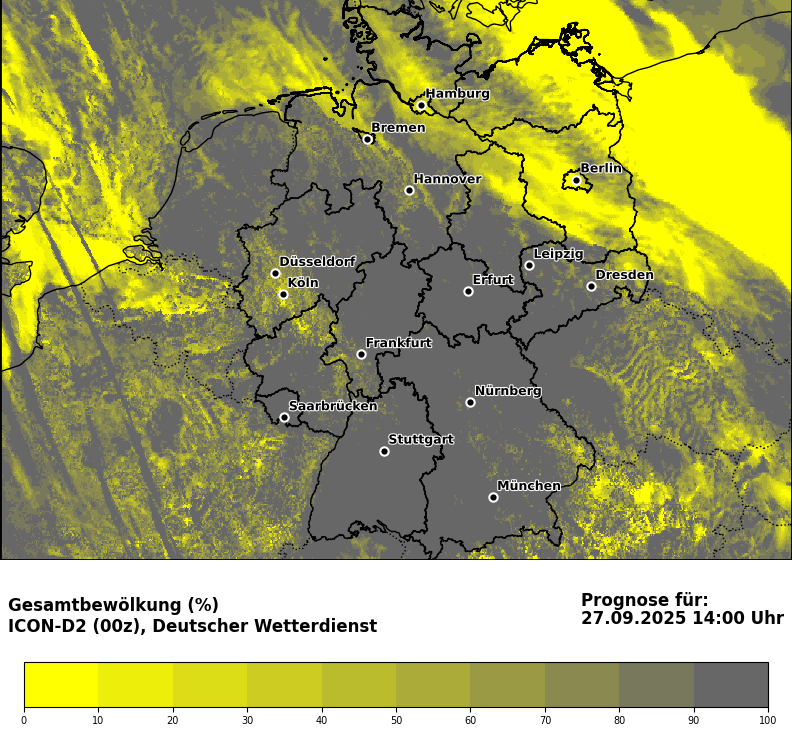 Hamburg
Bremen
Hannover
Berlin
Düsseldorf
Köln
Leipzig
Erfurt
Dresden
Frankfurt
Nürnberg
Saarbrücken
Stuttgart
München
Gesamtbewölkung (%)
ICON-D2 (00z), Deutscher Wetterdienst
Prognose für:
27.09.2025 14:00 Uhr
0 10 20 30 40 50 60 70 80 90 100